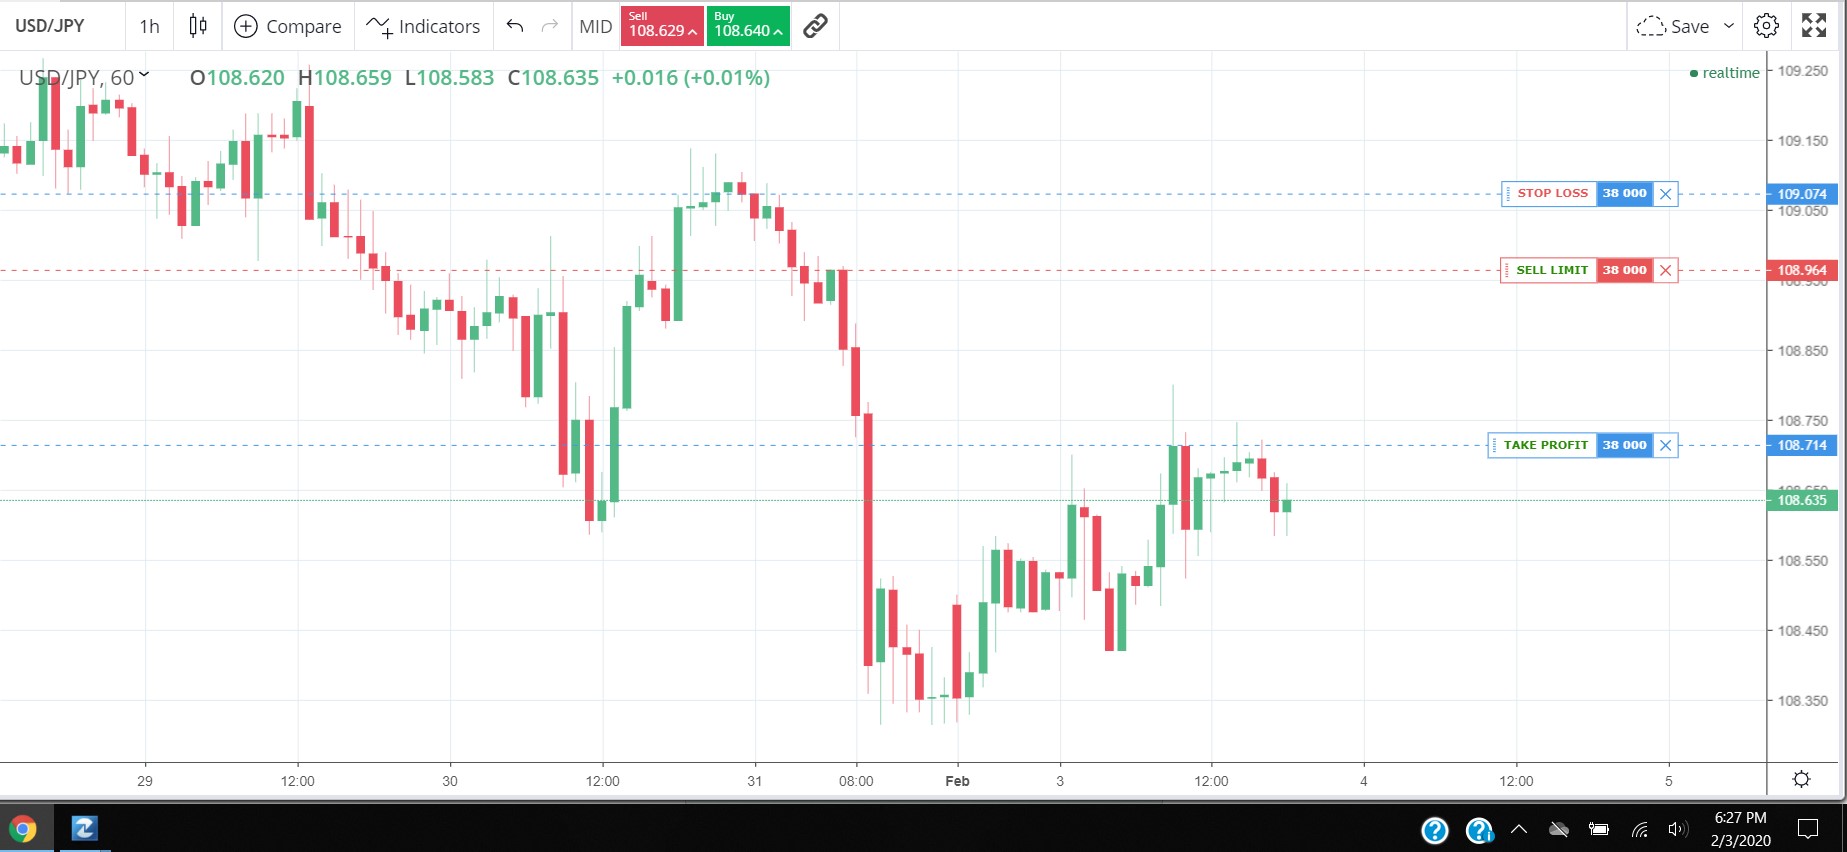 USD/JPY 1h Compare Indicators MID Sell 108.629 Buy 108.640 Save
USD/JPY, 60 O108.620 H108.659 L108.583 C108.635 +0.016 (+0.01%)
realtime
109.250
109.150
STOP LOSS 38 000 109.074
109.050
SELL LIMIT 38 000 108.964
108.950
108.850
108.750
TAKE PROFIT 38 000 108.714
108.650
108.635
108.550
108.450
108.350
29 12:00 30 12:00 31 08:00 Feb 3 12:00 4 12:00 5
6:27 PM
2/3/2020